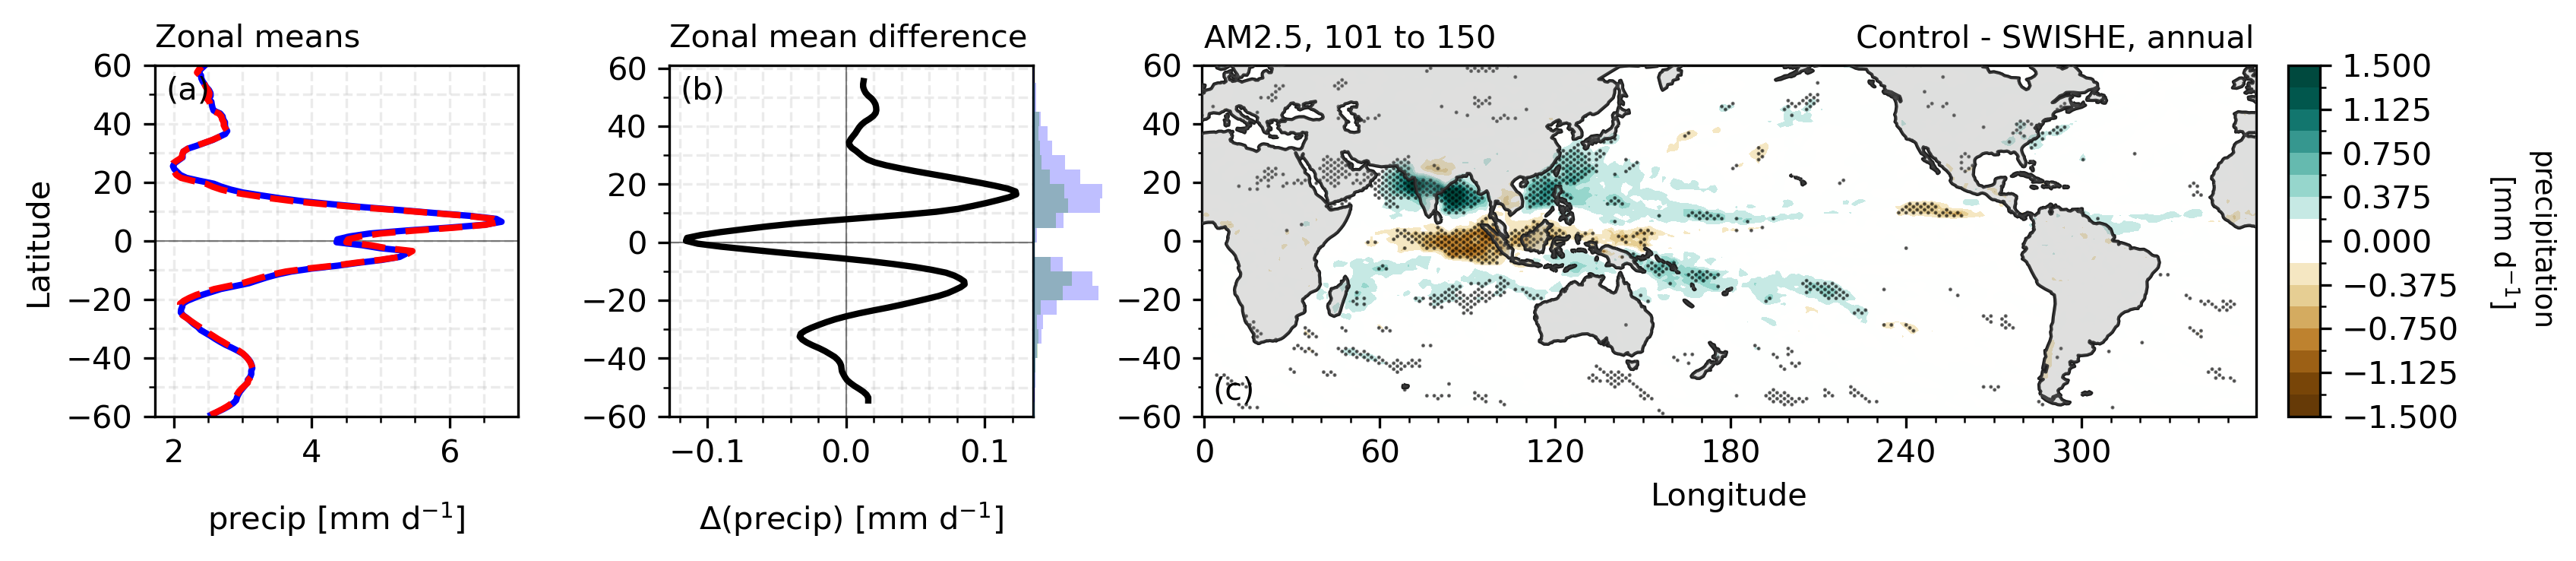 Zonal means
(a)
60
40
20
0
−20
−40
−60
Latitude
2 4 6
precip [mm d⁻¹]
Zonal mean difference
(b)
60
40
20
0
−20
−40
−60
−0.1 0.0 0.1
Δ(precip) [mm d⁻¹]
AM2.5, 101 to 150 Control - SWISHE, annual
60
40
20
0
−20
−40
−60
(c)
0 60 120 180 240 300
Longitude
1.500
1.125
0.750
0.375
0.000
−0.375
−0.750
−1.125
−1.500
precipitation
[mm d⁻¹]